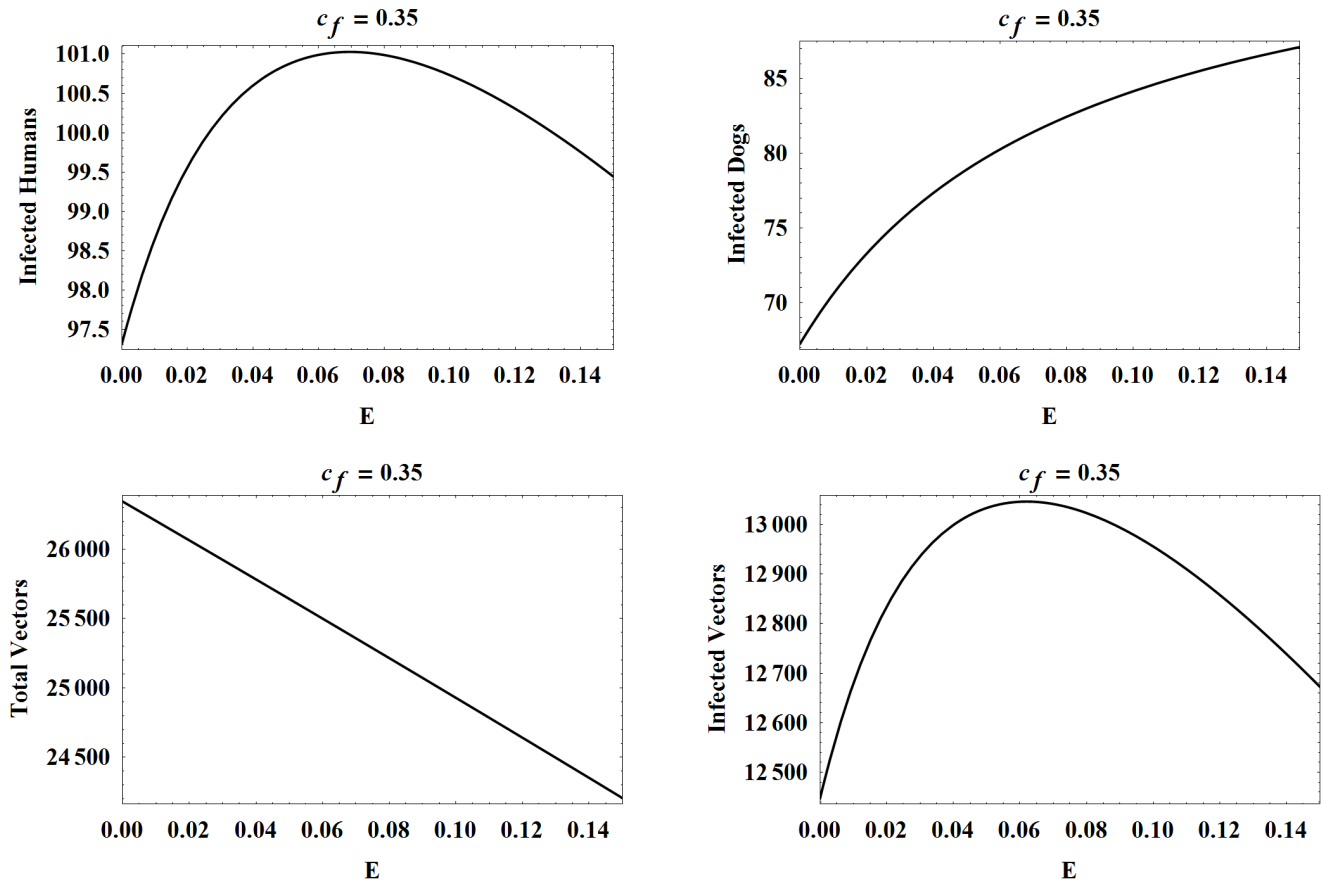 c_f = 0.35
Infected Humans
101.0
100.5
100.0
99.5
99.0
98.5
98.0
97.5
0.00 0.02 0.04 0.06 0.08 0.10 0.12 0.14
E
c_f = 0.35
Infected Dogs
85
80
75
70
0.00 0.02 0.04 0.06 0.08 0.10 0.12 0.14
E
c_f = 0.35
Total Vectors
26 000
25 500
25 000
24 500
0.00 0.02 0.04 0.06 0.08 0.10 0.12 0.14
E
c_f = 0.35
Infected Vectors
13 000
12 900
12 800
12 700
12 600
12 500
0.00 0.02 0.04 0.06 0.08 0.10 0.12 0.14
E